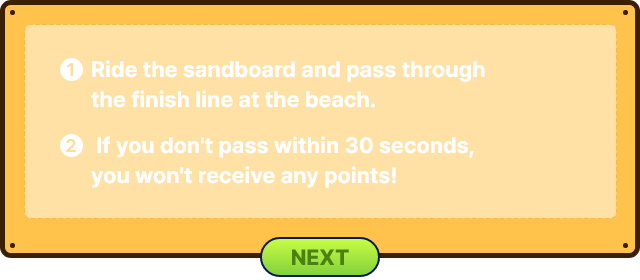 1 Ride the sandboard and pass through
the finish line at the beach.
2 If you don't pass within 30 seconds,
you won't receive any points!
NEXT